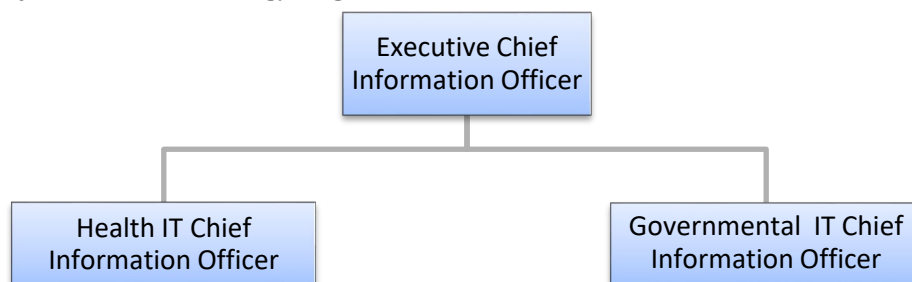 Executive Chief
Information Officer
Health IT Chief
Information Officer
Governmental IT Chief
Information Officer